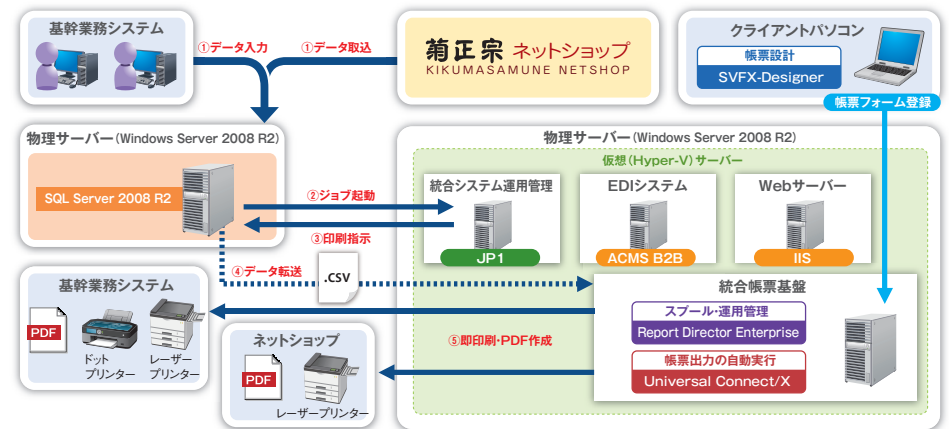 基幹業務システム
①データ入力
①データ取込
菊正宗 ネットショップ
KIKUMASAMUNE NETSHOP
クライアントパソコン
帳票設計
SVFX-Designer
帳票フォーム登録
物理サーバー(Windows Server 2008 R2)
SQL Server 2008 R2
物理サーバー(Windows Server 2008 R2)
仮想(Hyper-V)サーバー
統合システム運用管理
JP1
EDIシステム
ACMS B2B
Webサーバー
IIS
②ジョブ起動
③印刷指示
④データ転送
.CSV
統合帳票基盤
スプール・運用管理
Report Director Enterprise
帳票出力の自動実行
Universal Connect/X
⑤即印刷・PDF作成
基幹業務システム
PDF
ドット
プリンター
レーザー
プリンター
ネットショップ
PDF
レーザープリンター